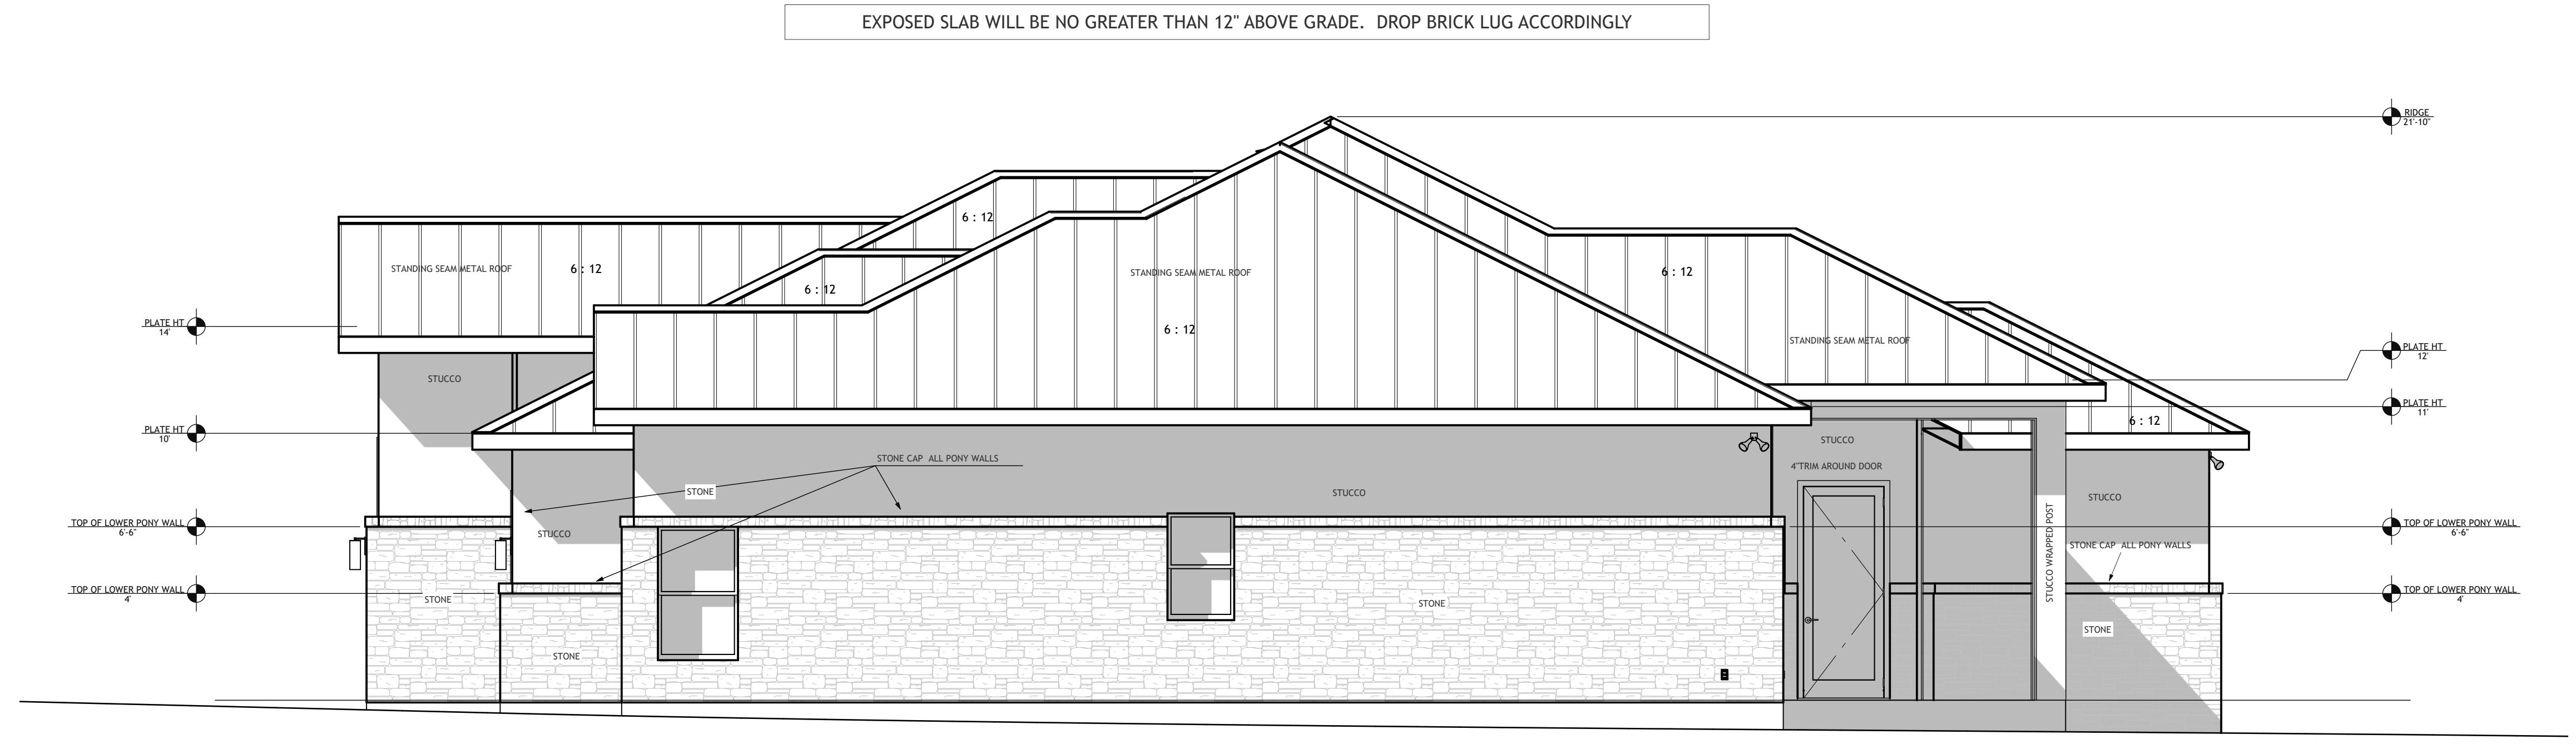 EXPOSED SLAB WILL BE NO GREATER THAN 12" ABOVE GRADE.  DROP BRICK LUG ACCORDINGLY
RIDGE
21'-10"
6 : 12
STANDING SEAM METAL ROOF
6 : 12
STANDING SEAM METAL ROOF
6 : 12
6 : 12
6 : 12
PLATE HT
14'
STANDING SEAM METAL ROOF
PLATE HT
12'
STUCCO
PLATE HT
11'
6 : 12
PLATE HT
10'
STUCCO
STONE CAP  ALL PONY WALLS
4"TRIM AROUND DOOR
STONE
STUCCO
STUCCO
TOP OF LOWER PONY WALL
6'-6"
STUCCO
STUCCO WRAPPED POST
TOP OF LOWER PONY WALL
6'-6"
STONE CAP  ALL PONY WALLS
TOP OF LOWER PONY WALL
4'
STONE
STONE
TOP OF LOWER PONY WALL
4'
STONE
STONE